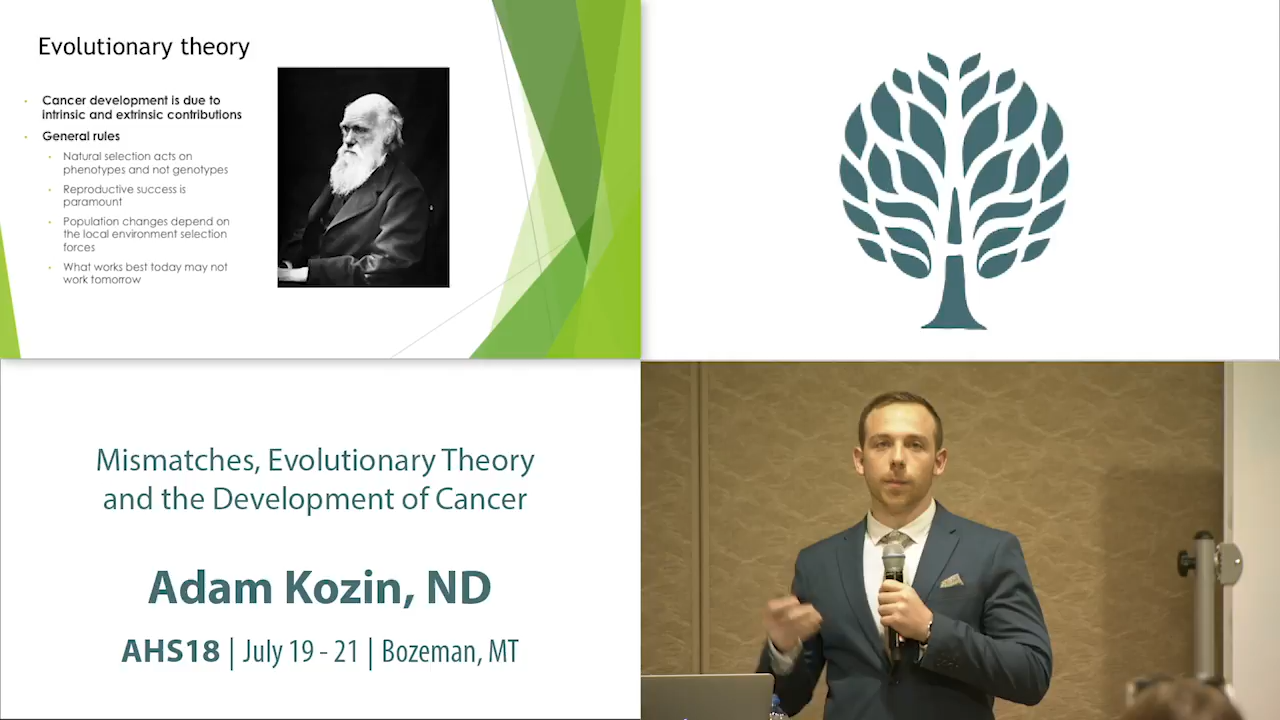 Evolutionary theory
Cancer development is due to
intrinsic and extrinsic contributions
General rules
Natural selection acts on
phenotypes and not genotypes
Reproductive success is
paramount
Population changes depend on
the local environment selection
forces
What works best today may not
work tomorrow
Mismatches, Evolutionary Theory
and the Development of Cancer
Adam Kozin, ND
AHS18 | July 19 - 21 | Bozeman, MT